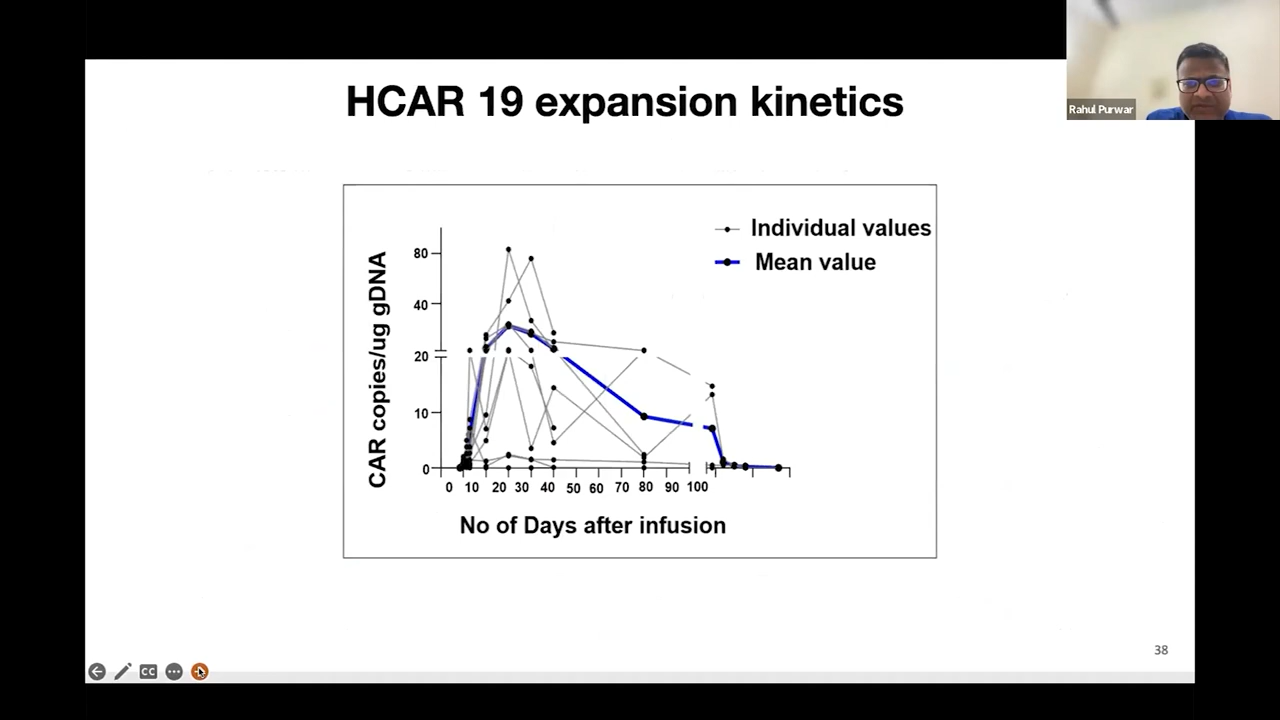 HCAR 19 expansion kinetics
Rahul Purwar
Individual values
Mean value
CAR copies/ug gDNA
80
40
20
10
0
0 10 20 30 40 50 60 70 80 90 100
No of Days after infusion
38
CC